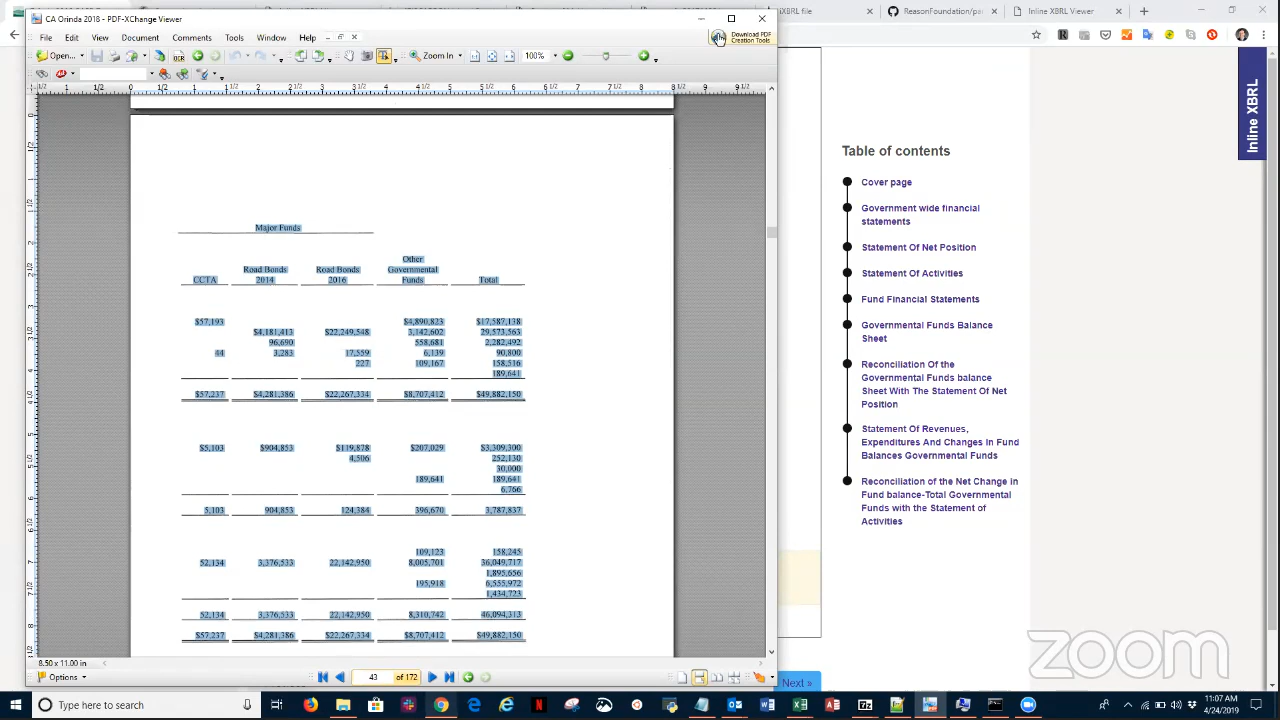 CA Orinda 2018 - PDF-XChange Viewer
File Edit View Document Comments Tools Window Help
Download PDF
Creation Tools
Open... OCR Zoom In 100%
Major Funds
Other
Road Bonds Road Bonds Governmental
CCTA 2014 2016 Funds Total
$57,193 $4,890,823 $17,587,138
$4,181,413 $22,249,548 3,142,602 29,573,563
96,690 558,681 2,282,492
44 3,283 17,559 6,139 90,800
227 109,167 158,516
189,641
$57,237 $4,281,386 $22,267,334 $8,707,412 $49,882,150
$5,103 $904,853 $119,878 $207,029 $3,309,300
4,506 252,130
30,000
189,641 189,641
6,766
5,103 904,853 124,384 396,670 3,787,837
109,123 158,245
52,134 3,376,533 22,142,950 8,005,701 36,049,717
1,895,656
195,918 6,555,972
1,434,723
52,134 3,376,533 22,142,950 8,310,742 46,094,313
$57,237 $4,281,386 $22,267,334 $8,707,412 $49,882,150
8.50 x 11.00 in
Options 43 of 172
XBRL File Viewer
ReasonFoundation/pa
Inline XBRL Viewer
Inline XBRL
Table of contents
Cover page
Government wide financial
statements
Statement Of Net Position
Statement Of Activities
Fund Financial Statements
Governmental Funds Balance
Sheet
Reconciliation Of the
Governmental Funds balance
Sheet With The Statement Of Net
Position
Statement Of Revenues,
Expenditures And Changes in Fund
Balances Governmental Funds
Reconciliation of the Net Change in
Fund balance-Total Governmental
Funds with the Statement of
Activities
Next »
zoom
Type here to search
11:07 AM
4/24/2019